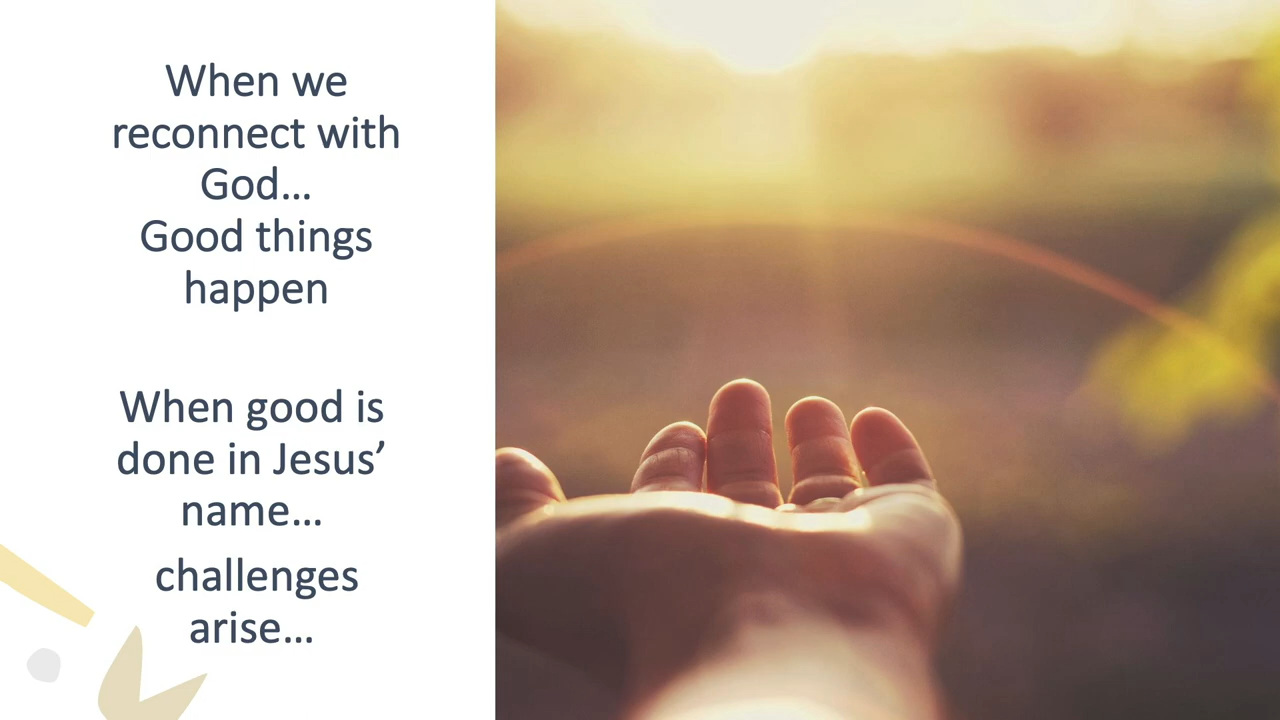 When we
reconnect with
God…
Good things
happen
When good is
done in Jesus’
name…
challenges
arise…